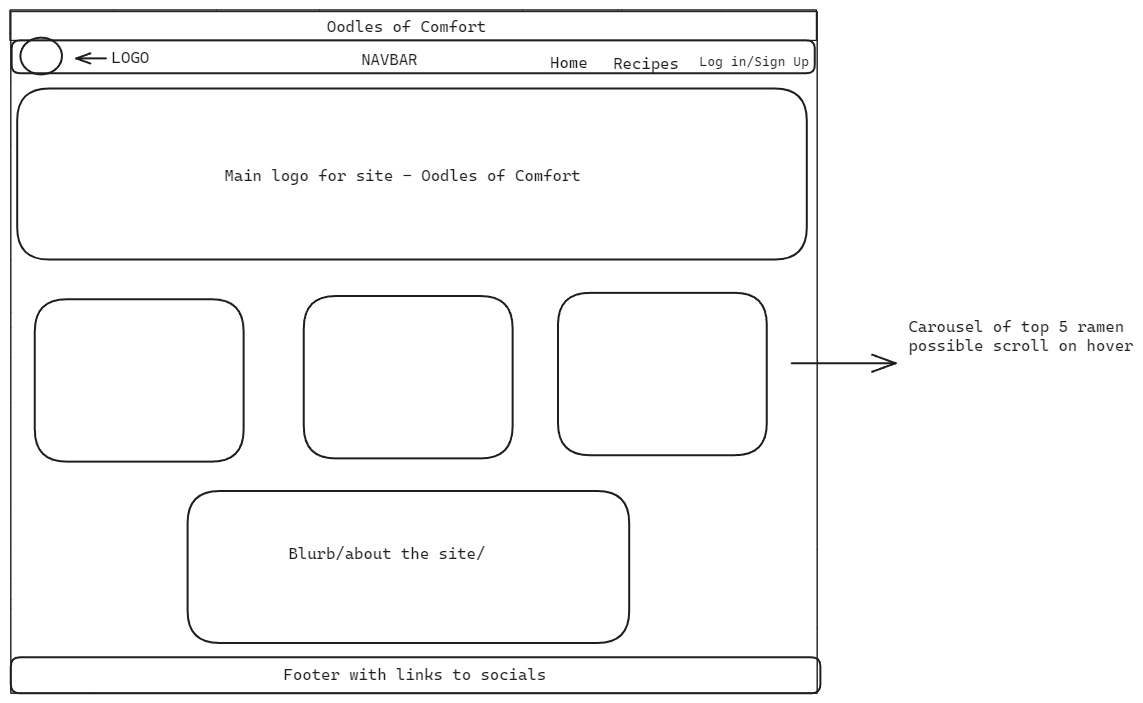 Oodles of Comfort
LOGO
NAVBAR
Home
Recipes
Log in/Sign Up
Main logo for site - Oodles of Comfort
Carousel of top 5 ramen
possible scroll on hover
Blurb/about the site/
Footer with links to socials